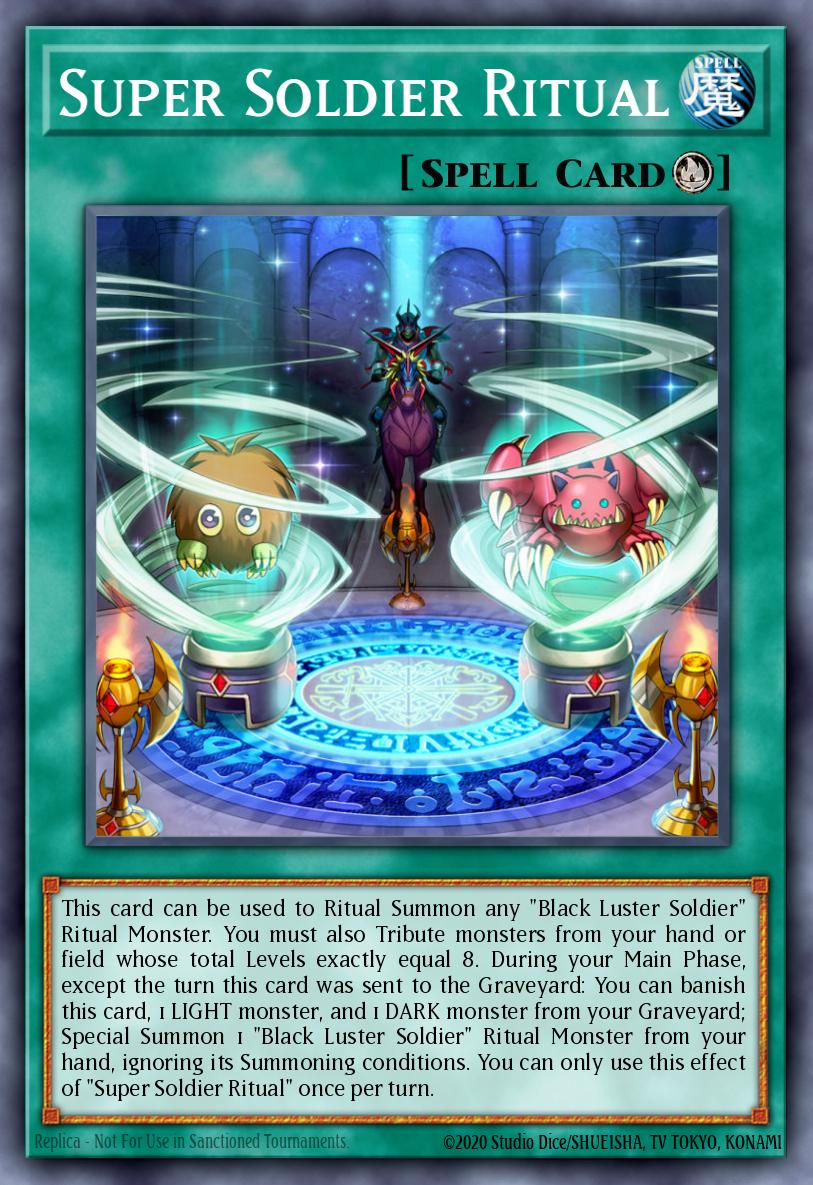 SUPER SOLDIER RITUAL
SPELL
魔
[SPELL CARD]
This card can be used to Ritual Summon any "Black Luster Soldier"
Ritual Monster. You must also Tribute monsters from your hand or
field whose total Levels exactly equal 8. During your Main Phase,
except the turn this card was sent to the Graveyard: You can banish
this card, 1 LIGHT monster, and 1 DARK monster from your Graveyard;
Special Summon 1 "Black Luster Soldier" Ritual Monster from your
hand, ignoring its Summoning conditions. You can only use this effect
of "Super Soldier Ritual" once per turn.
Replica - Not For Use in Sanctioned Tournaments.
©2020 Studio Dice/SHUEISHA, TV TOKYO, KONAMI